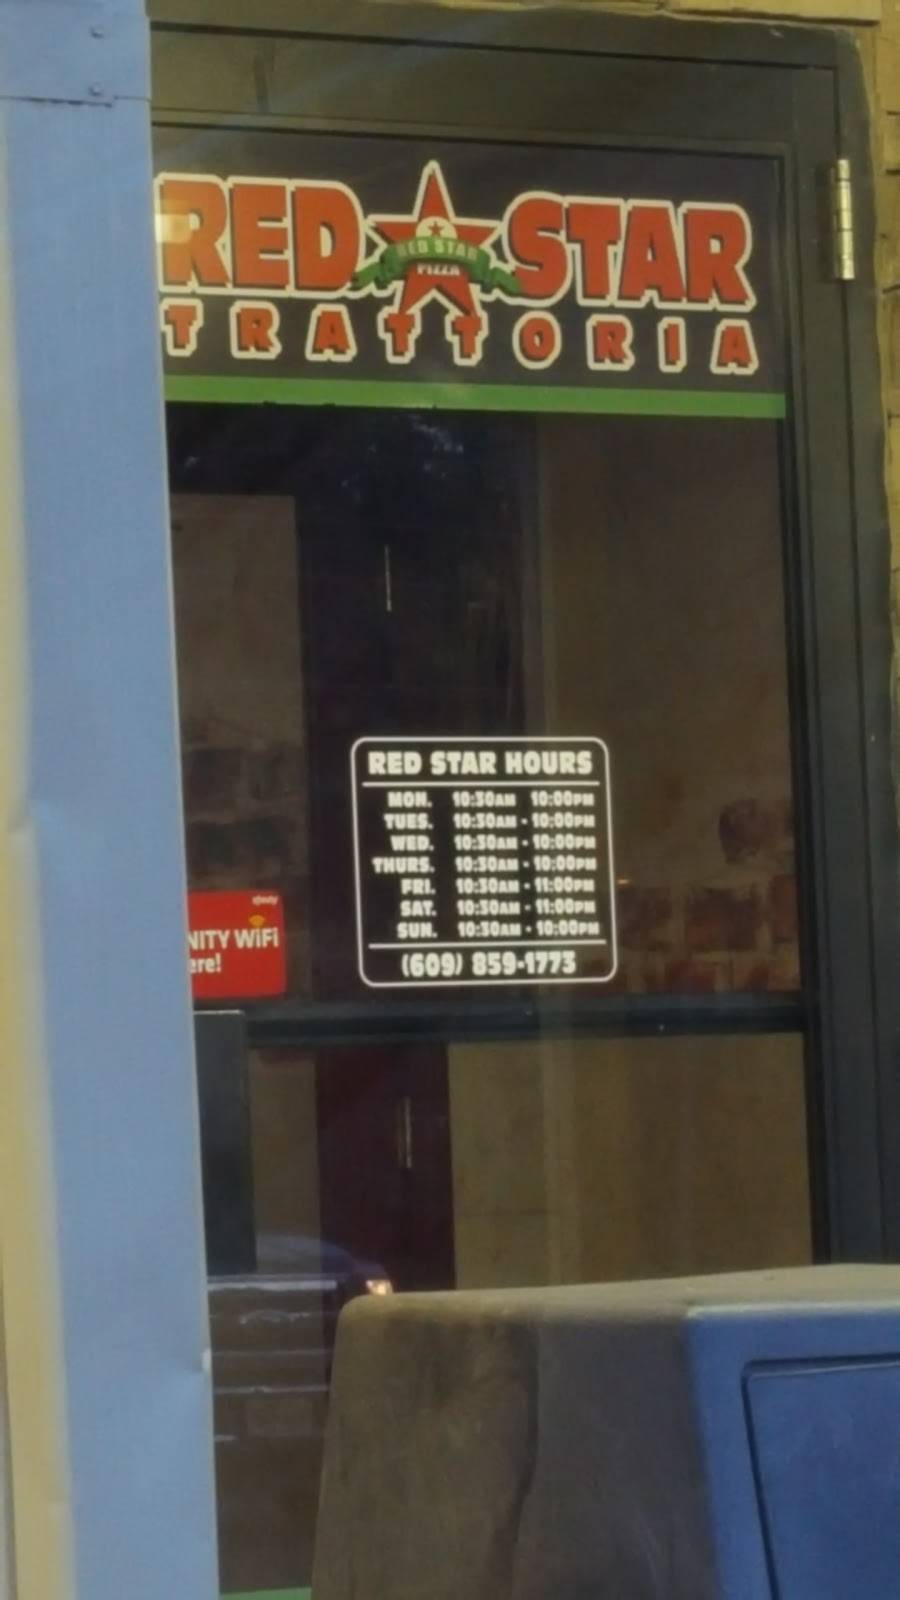 RED STAR
RED STAR
PIZZA
TRATTORIA
RED STAR HOURS
MON. 10:30AM 10:00PM
TUES. 10:30AM - 10:00PM
WED. 10:30AM - 10:00PM
THURS. 10:30AM - 10:00PM
FRI. 10:30AM - 11:00PM
SAT. 10:30AM - 11:00PM
SUN. 10:30AM - 10:00PM
(609) 859-1773
xfinity
NITY WiFi
ere!